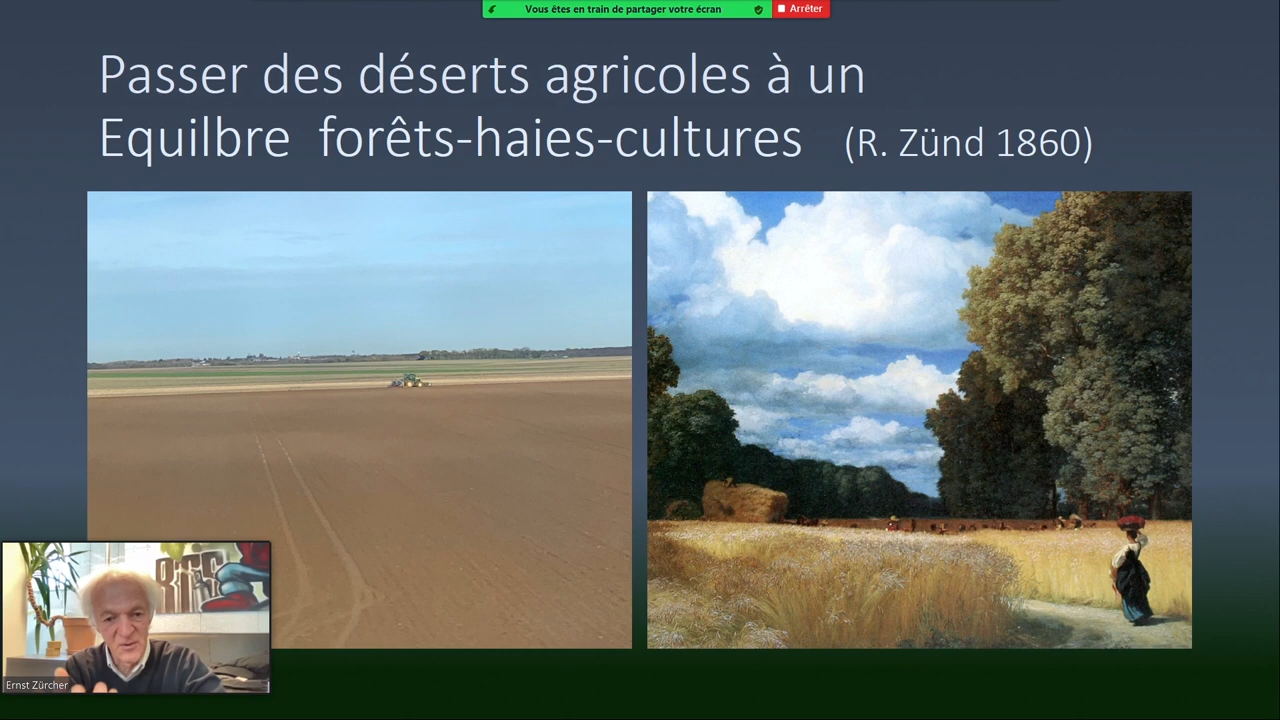 Vous êtes en train de partager votre écran
Arrêter
Passer des déserts agricoles à un
Equilbre forêts-haies-cultures (R. Zünd 1860)
Ernst Zürcher